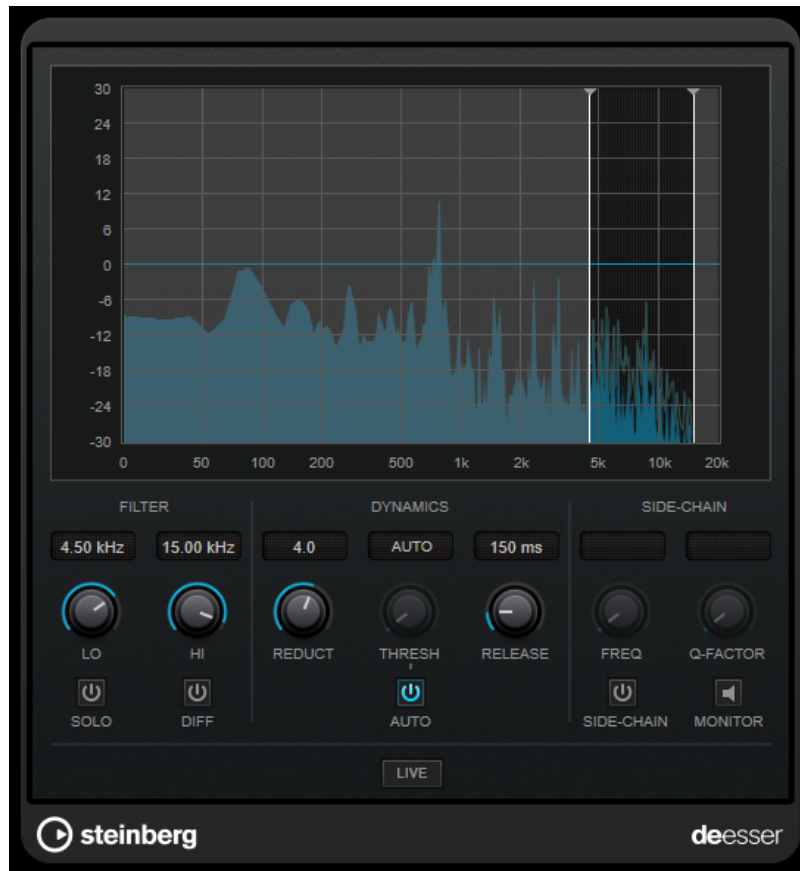 30
24
18
12
6
0
-6
-12
-18
-24
-30
0 50 100 200 500 1k 2k 5k 10k 20k
FILTER DYNAMICS SIDE-CHAIN
4.50 kHz 15.00 kHz 4.0 AUTO 150 ms
LO HI REDUCT THRESH RELEASE FREQ Q-FACTOR
SOLO DIFF AUTO SIDE-CHAIN MONITOR
LIVE
steinberg deesser